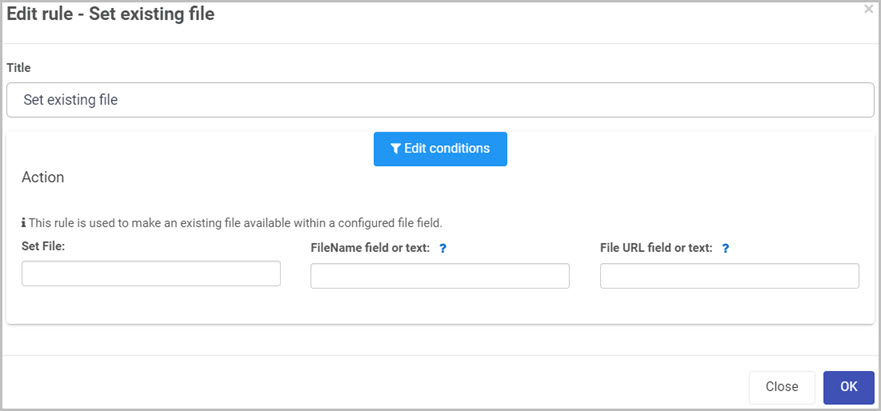 Edit rule - Set existing file
×
Title
Set existing file
Edit conditions
Action
This rule is used to make an existing file available within a configured file field.
Set File:
FileName field or text: ?
File URL field or text: ?
Close
OK